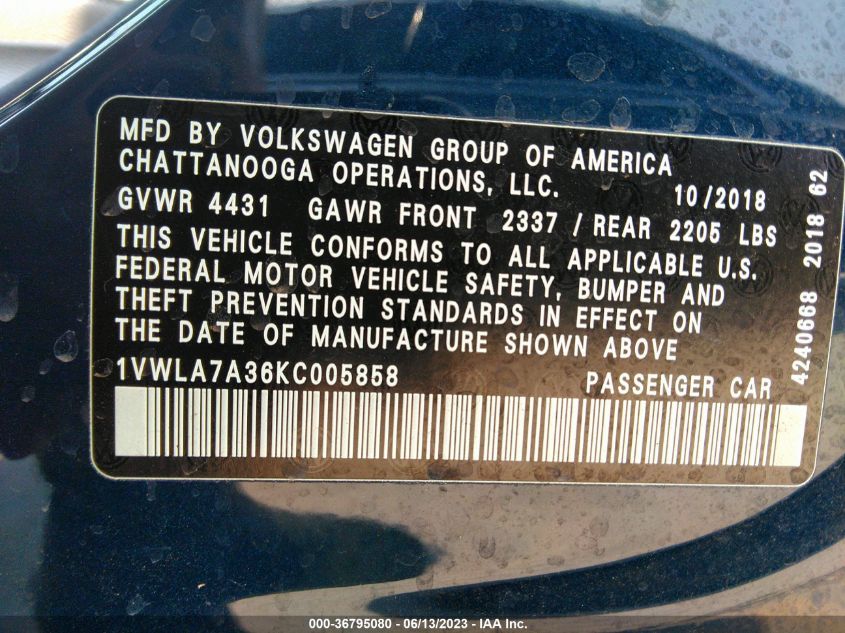 MFD BY VOLKSWAGEN GROUP OF AMERICA
CHATTANOOGA OPERATIONS, LLC. 10/2018
GVWR 4431 GAWR FRONT 2337 / REAR 2205 LBS
THIS VEHICLE CONFORMS TO ALL APPLICABLE U.S.
FEDERAL MOTOR VEHICLE SAFETY, BUMPER AND
THEFT PREVENTION STANDARDS IN EFFECT ON
THE DATE OF MANUFACTURE SHOWN ABOVE
1VWLA7A36KC005858 PASSENGER CAR
4240668 2018 62
000-36795080 - 06/13/2023 - IAA Inc.